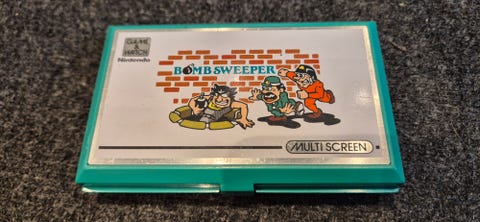 GAME &
WATCH
Nintendo
BOMBSWEEPER
MULTI SCREEN